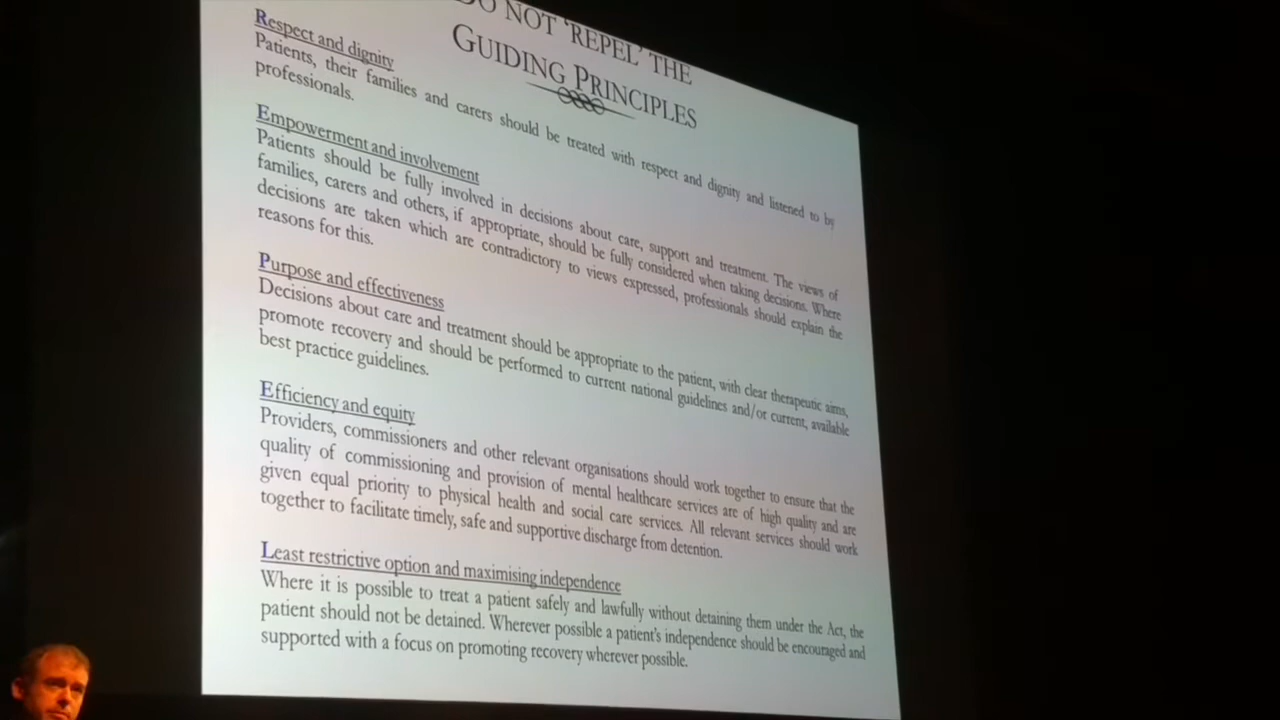 DO NOT 'REPEL' THE
GUIDING PRINCIPLES
Respect and dignity
Patients, their families and carers should be treated with respect and dignity and listened to by
professionals.
Empowerment and involvement
Patients should be fully involved in decisions about care, support and treatment. The views of
families, carers and others, if appropriate, should be fully considered when taking decisions. Where
decisions are taken which are contradictory to views expressed, professionals should explain the
reasons for this.
Purpose and effectiveness
Decisions about care and treatment should be appropriate to the patient, with clear therapeutic aims,
promote recovery and should be performed to current national guidelines and/or current, available
best practice guidelines.
Efficiency and equity
Providers, commissioners and other relevant organisations should work together to ensure that the
quality of commissioning and provision of mental healthcare services are of high quality and are
given equal priority to physical health and social care services. All relevant services should work
together to facilitate timely, safe and supportive discharge from detention.
Least restrictive option and maximising independence
Where it is possible to treat a patient safely and lawfully without detaining them under the Act, the
patient should not be detained. Wherever possible a patient's independence should be encouraged and
supported with a focus on promoting recovery wherever possible.